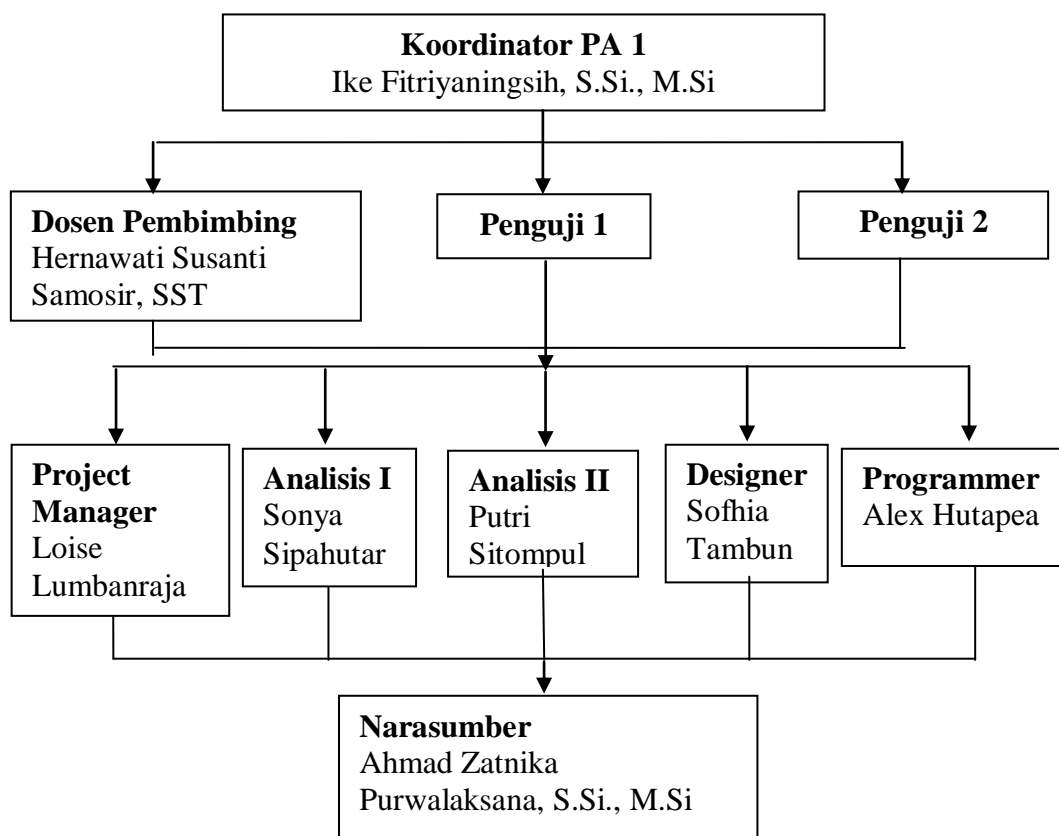 Koordinator PA 1
Ike Fitriyaningsih, S.Si., M.Si
Dosen Pembimbing
Hernawati Susanti
Samosir, SST
Penguji 1
Penguji 2
Project
Manager
Loise
Lumbanraja
Analisis I
Sonya
Sipahutar
Analisis II
Putri
Sitompul
Designer
Sofhia
Tambun
Programmer
Alex Hutapea
Narasumber
Ahmad Zatnika
Purwalaksana, S.Si., M.Si